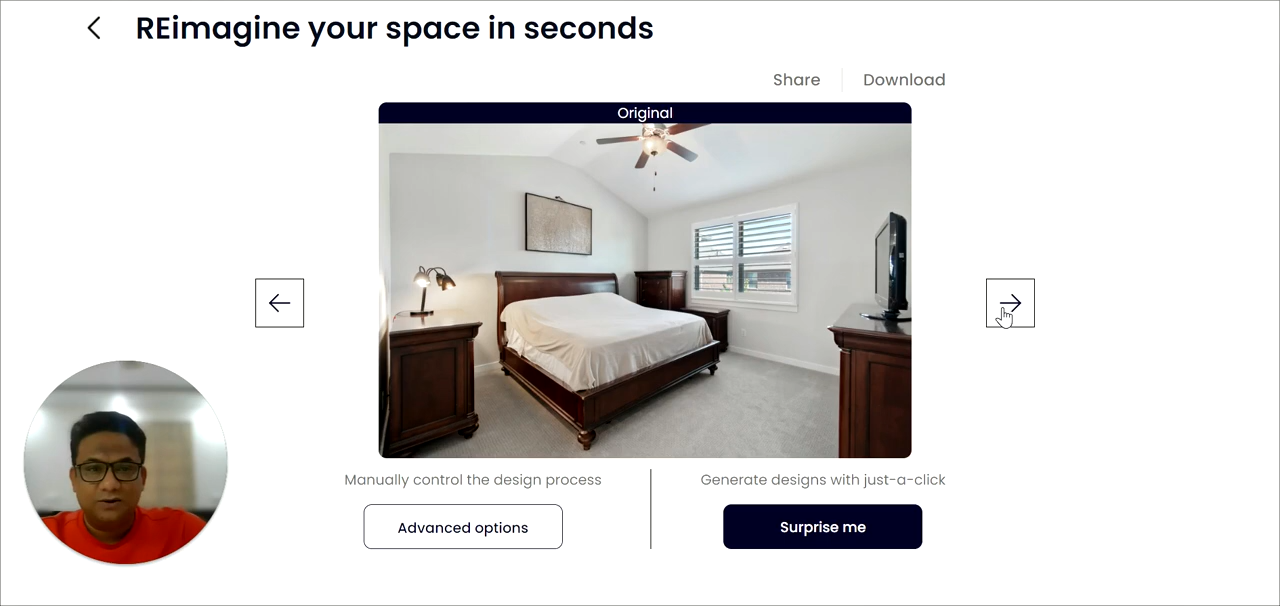 REimagine your space in seconds
Share
Download
Original
Manually control the design process
Generate designs with just-a-click
Advanced options
Surprise me